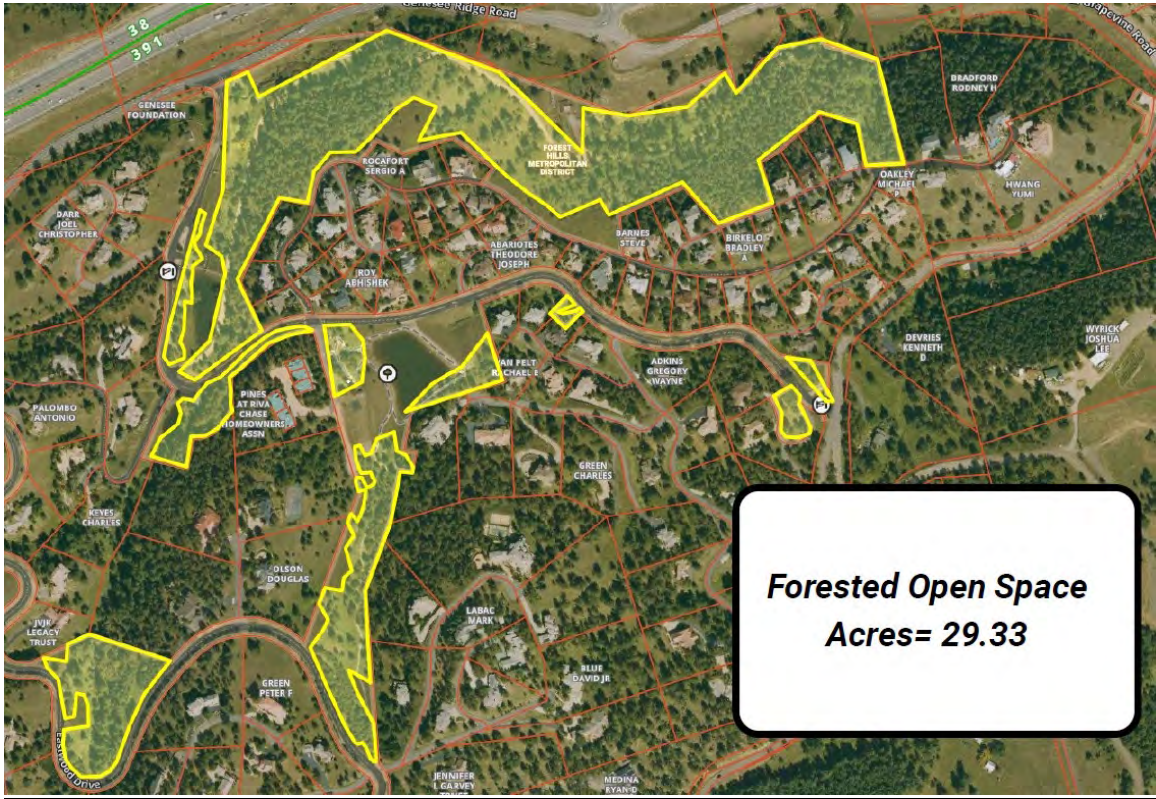 Genesee Ridge Road
Grapevine Road
38
391
GENESEE
FOUNDATION
BRADFORD
RODNEY H
FOREST
HILLS
METROPOLITAN
DISTRICT
ROCAFORT
SERGIO A
OAKLEY
MICHAEL
P
HWANG
YUMI
DARR
JOEL
CHRISTOPHER
BARNES
STEVE
BIRKELO
BRADLEY
A
ABARIOTES
THEODORE
JOSEPH
ROY
ABHISHEK
DEVRIES
KENNETH
D
WYRICK
JOSHUA
LEE
VAN PELT
RACHAEL E
ADKINS
GREGORY
WAYNE
PALOMBO
ANTONIO
PINES
AT RIVA
CHASE
HOMEOWNERS
ASSN
GREEN
CHARLES
KEYES
CHARLES
OLSON
DOUGLAS
LABAC
MARK
Forested Open Space
Acres= 29.33
JVJK
LEGACY
TRUST
GREEN
PETER F
BLUE
DAVID JR
Eastwood Drive
JENNIFER
L GARVEY
TRUST
MEDINA
RYAN D